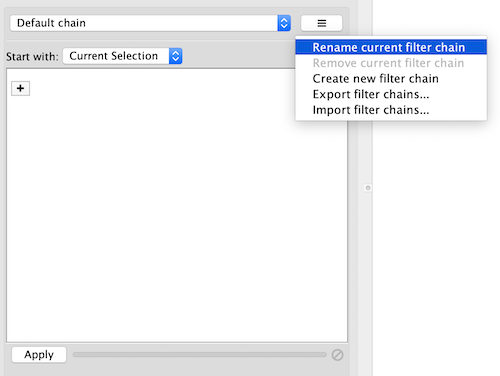 Default chain
Rename current filter chain
Remove current filter chain
Create new filter chain
Export filter chains...
Import filter chains...
Start with: Current Selection
Apply